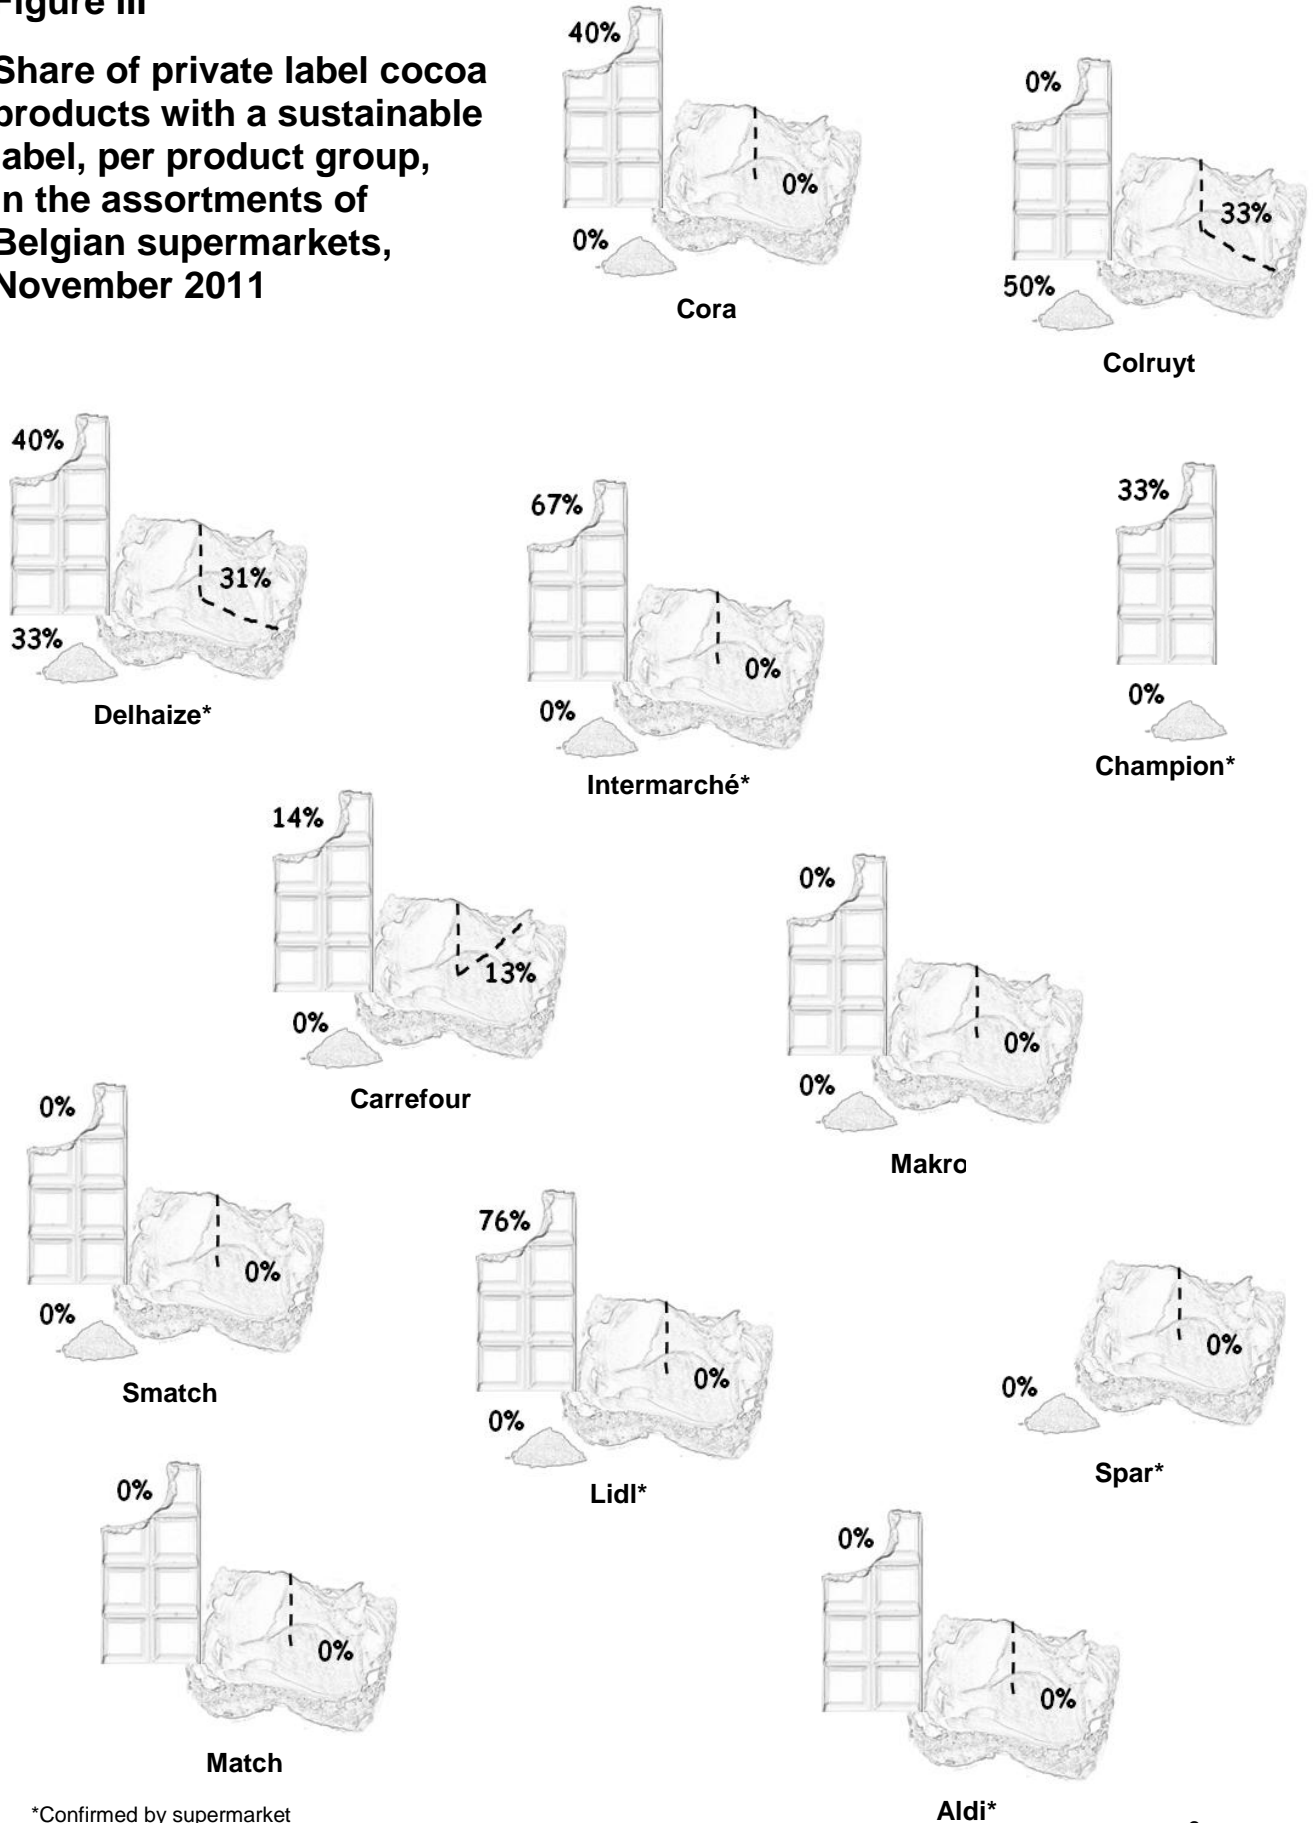 Figure III
Share of private label cocoa
products with a sustainable
label, per product group,
in the assortments of
Belgian supermarkets,
November 2011
40%
0%
0%
Cora
0%
33%
50%
Colruyt
40%
31%
33%
Delhaize*
67%
0%
0%
Intermarché*
33%
0%
Champion*
14%
13%
0%
Carrefour
0%
0%
0%
Makro
0%
0%
0%
Smatch
76%
0%
0%
Lidl*
0%
0%
Spar*
0%
0%
Match
0%
0%
Aldi*
*Confirmed by supermarket